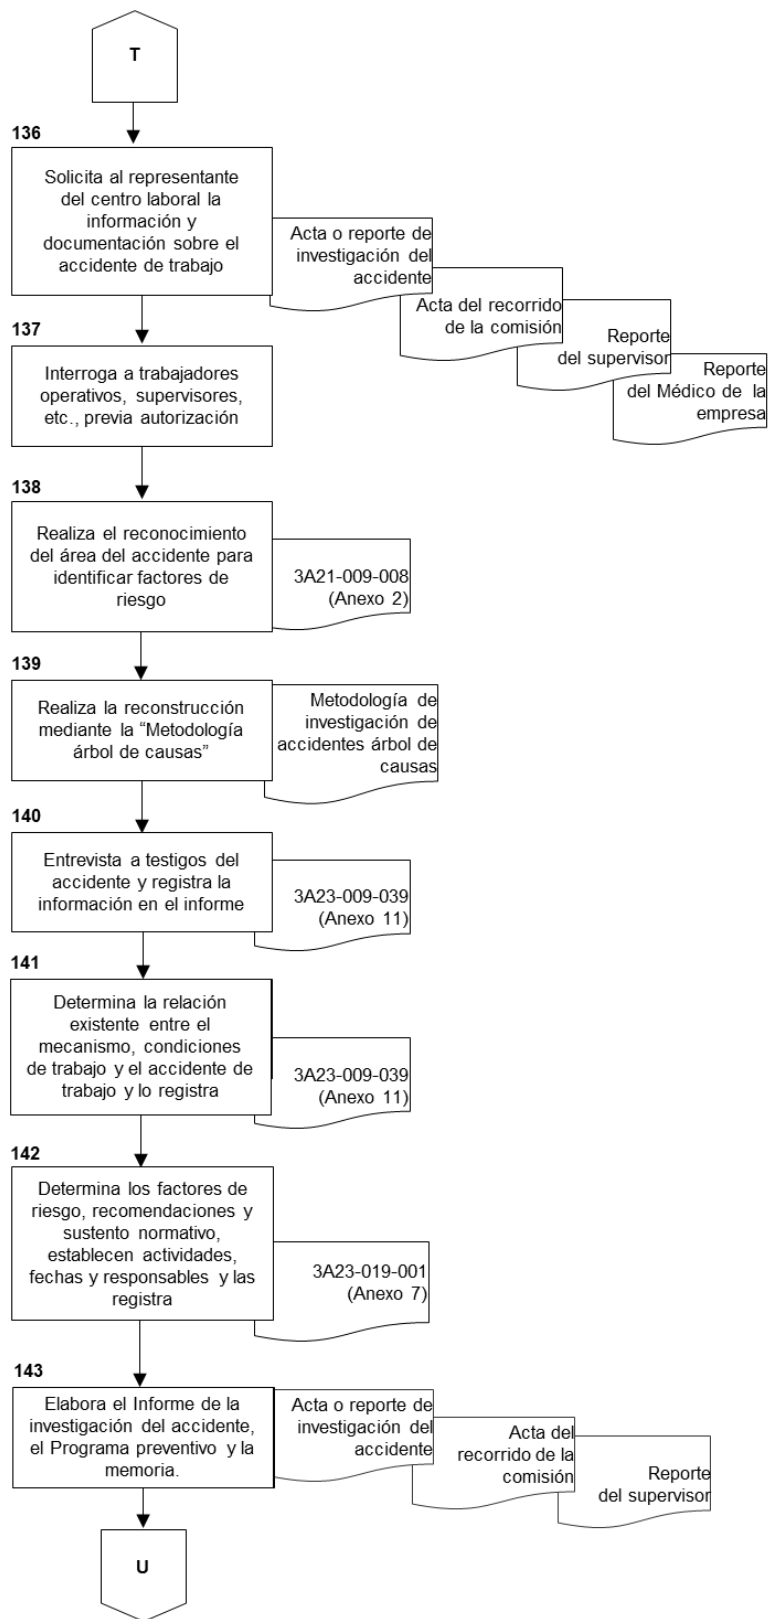 T
136
Solicita al representante
del centro laboral la
información y
documentación sobre el
accidente de trabajo
Acta o reporte de
investigación del
accidente
Acta del recorrido
de la comisión
Reporte
del supervisor
Reporte
del Médico de la
empresa
137
Interroga a trabajadores
operativos, supervisores,
etc., previa autorización
138
Realiza el reconocimiento
del área del accidente para
identificar factores de
riesgo
3A21-009-008
(Anexo 2)
139
Realiza la reconstrucción
mediante la “Metodología
árbol de causas”
Metodología de
investigación de
accidentes árbol de
causas
140
Entrevista a testigos del
accidente y registra la
información en el informe
3A23-009-039
(Anexo 11)
141
Determina la relación
existente entre el
mecanismo, condiciones
de trabajo y el accidente de
trabajo y lo registra
3A23-009-039
(Anexo 11)
142
Determina los factores de
riesgo, recomendaciones y
sustento normativo,
establecen actividades,
fechas y responsables y las
registra
3A23-019-001
(Anexo 7)
143
Elabora el Informe de la
investigación del accidente,
el Programa preventivo y la
memoria.
Acta o reporte de
investigación del
accidente
Acta del
recorrido de la
comisión
Reporte
del supervisor
U